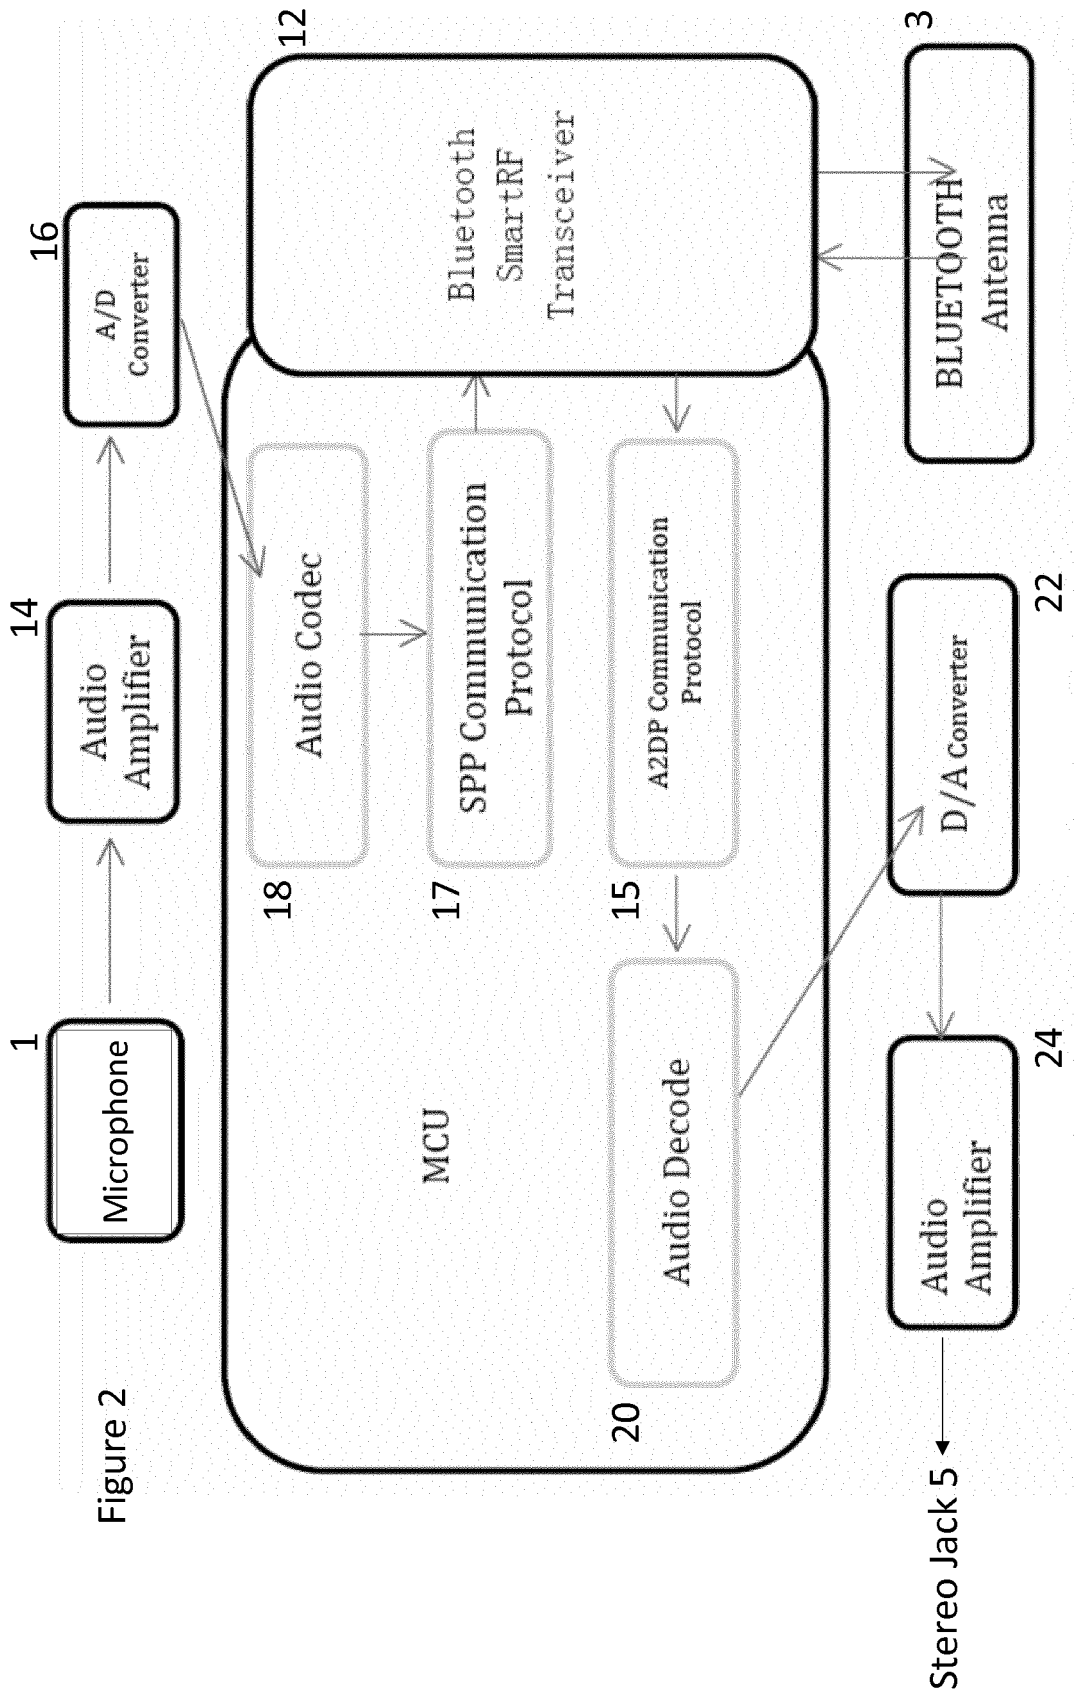 Figure 2
1
Microphone
14
Audio
Amplifier
16
A/D
Converter
12
Bluetooth
SmartRF
Transceiver
18
Audio Codec
17
SPP Communication
Protocol
MCU
15
A2DP Communication
Protocol
20
Audio Decode
3
BLUETOOTH
Antenna
22
D/A Converter
24
Audio
Amplifier
Stereo Jack 5